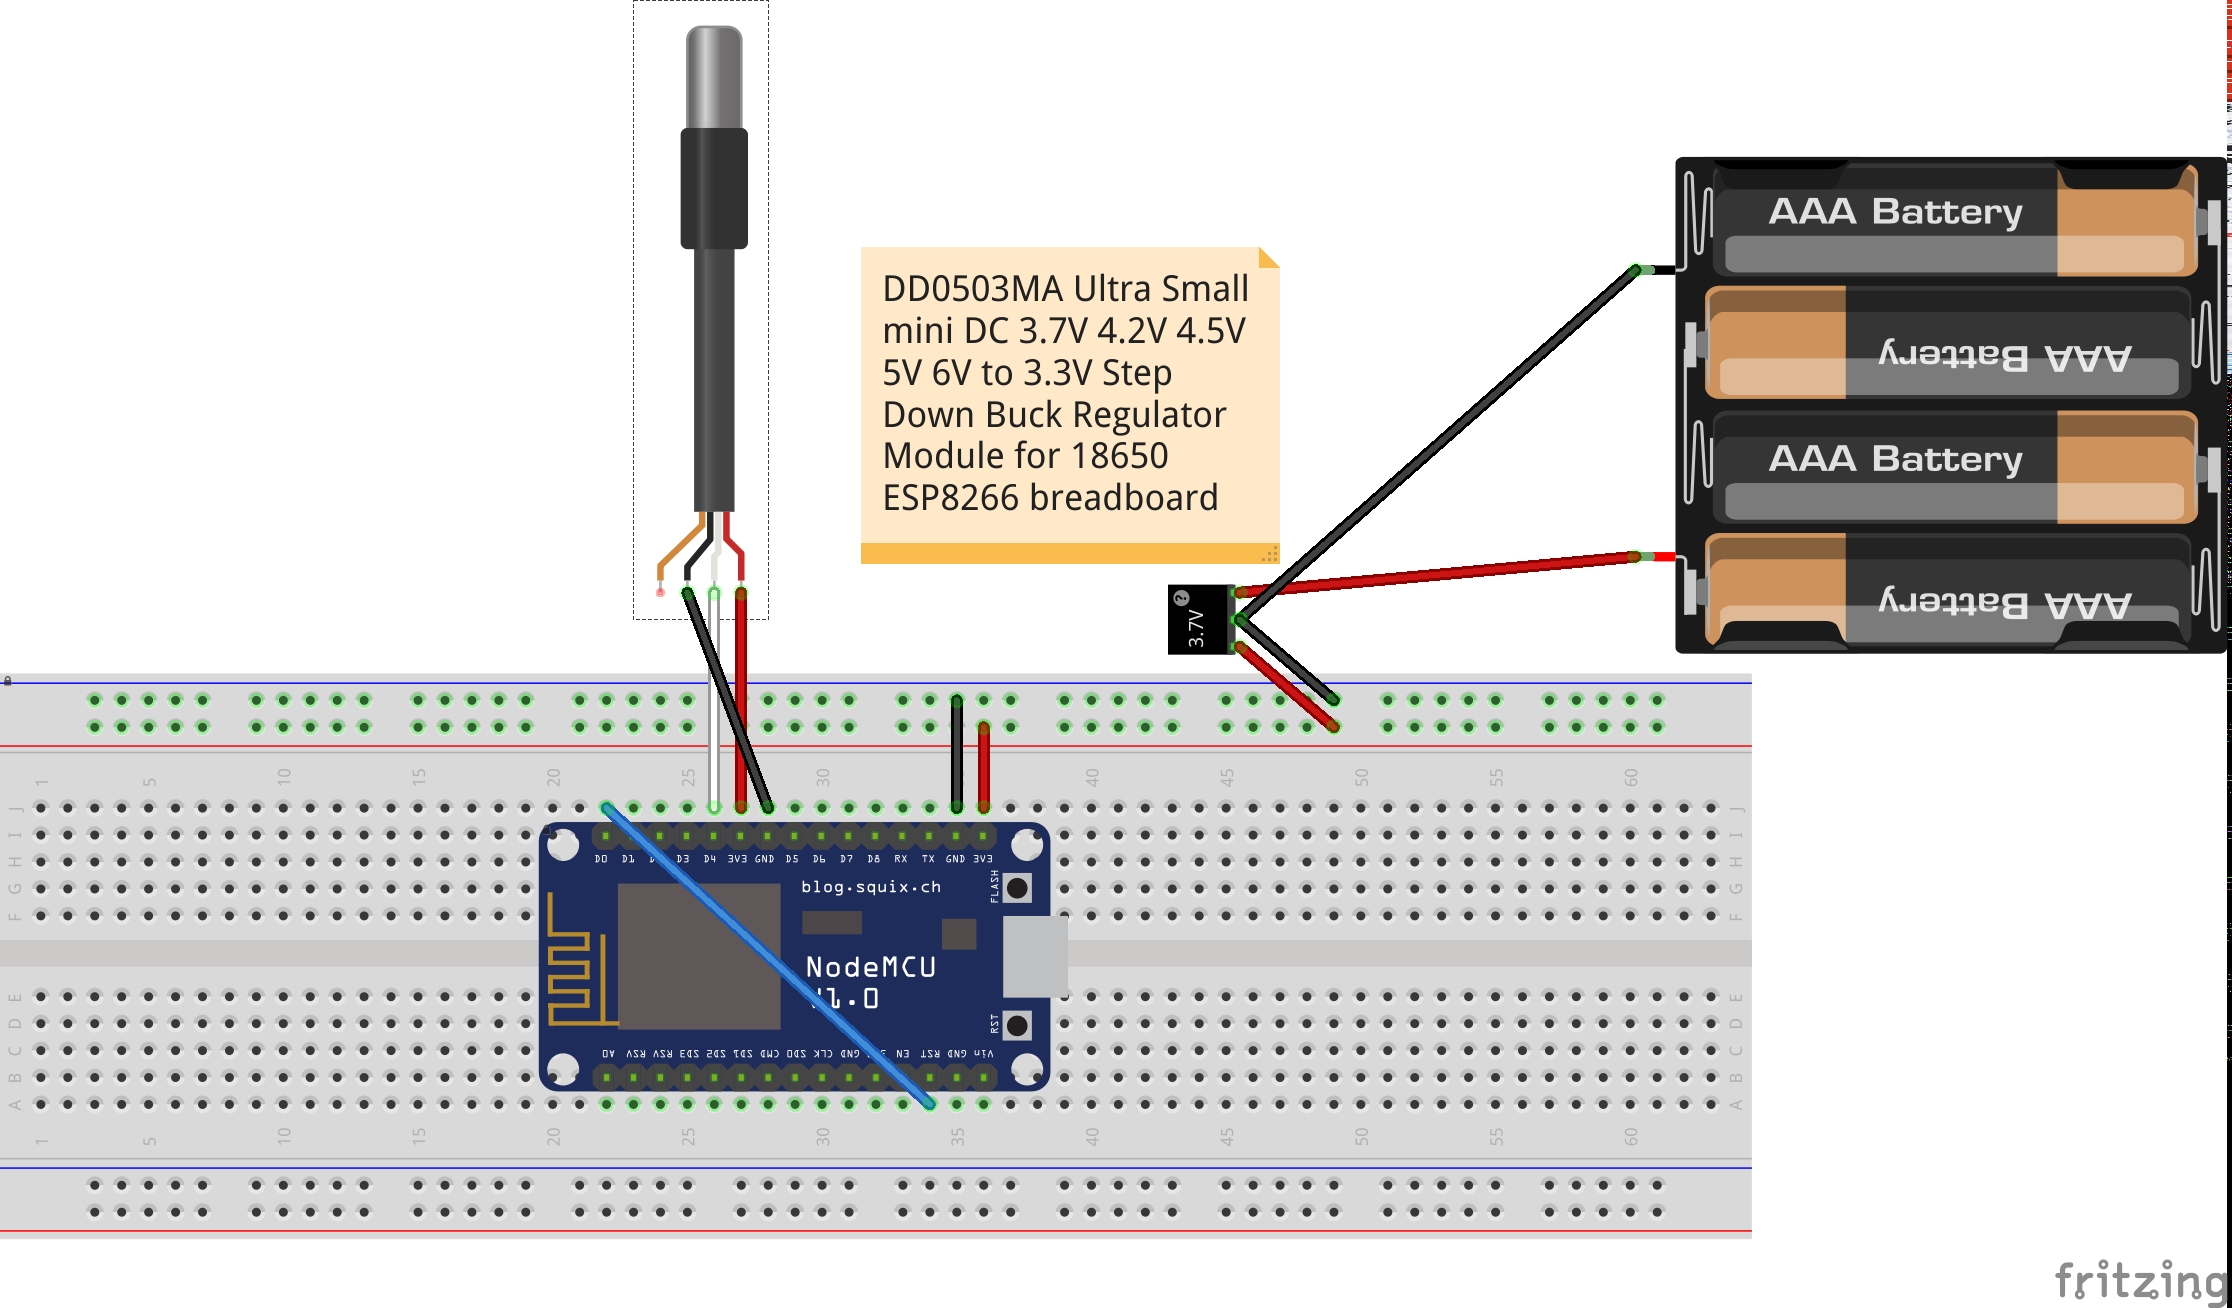 AAA Battery
AAA Battery
AAA Battery
AAA Battery
DD0503MA Ultra Small
mini DC 3.7V 4.2V 4.5V
5V 6V to 3.3V Step
Down Buck Regulator
Module for 18650
ESP8266 breadboard
?
3.7V
1 5 10 15 20 25 30 35 40 45 50 55 60
J J
I I
H H
G G
F F
D0 D1 D3 D4 3V3 GND D5 D6 D7 D8 RX TX GND 3V3
blog.squix.ch
FLASH
NodeMCU
V1.0
RST
A0 RSV RSV SD3 SD2 SD1 CMD SD0 CLK GND EN RST GND Vin
E E
D D
C C
B B
A A
1 5 10 15 20 25 30 35 40 45 50 55 60
fritzing